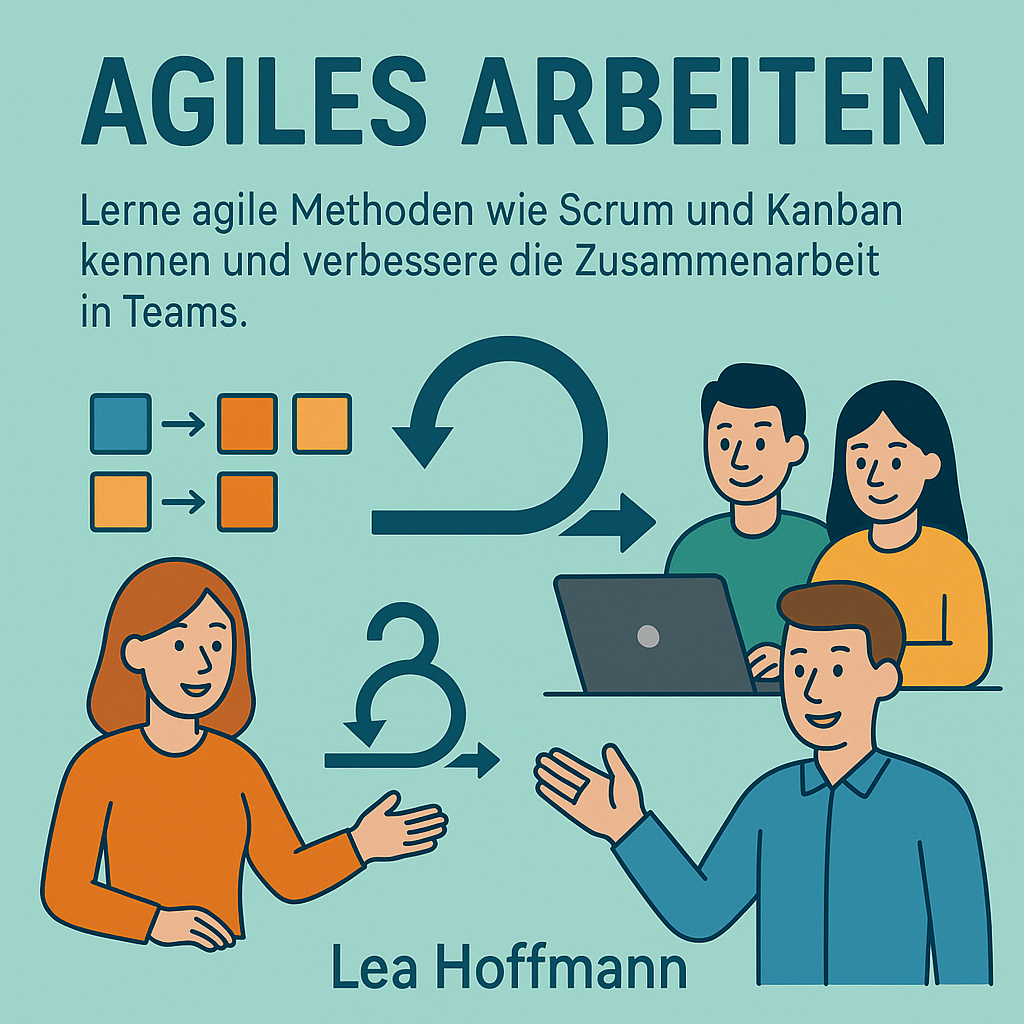 AGILES ARBEITEN
Lerne agile Methoden wie Scrum und Kanban
kennen und verbessere die Zusammenarbeit
in Teams.
Lea Hoffmann